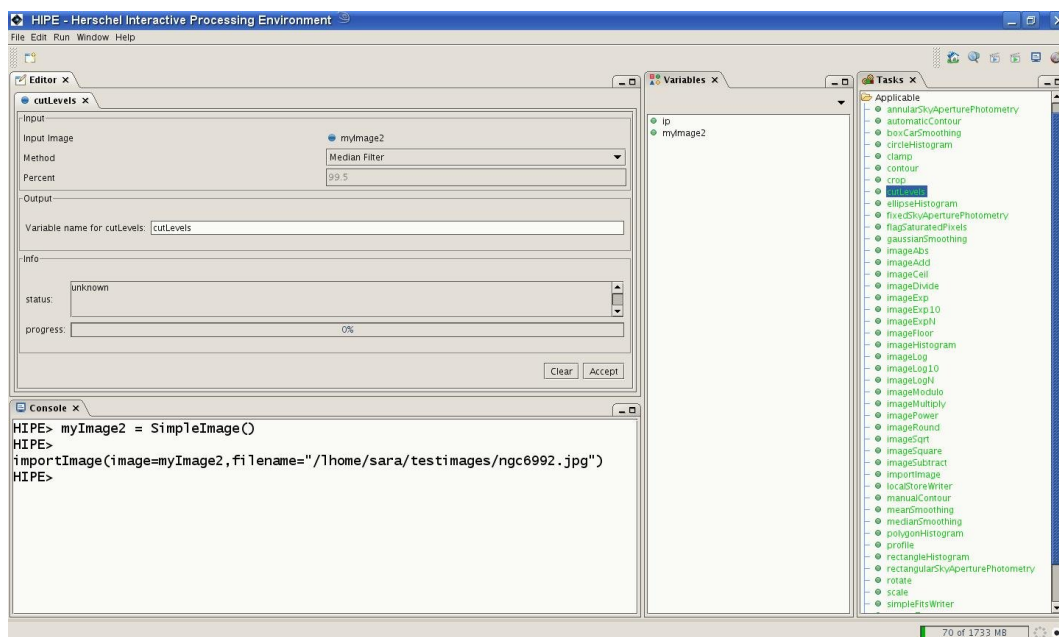 HIPE - Herschel Interactive Processing Environment
File Edit Run Window Help
Editor
cutLevels
Input
Input Image
myImage2
Method
Median Filter
Percent
99.5
Output
Variable name for cutLevels:
cutLevels
Info
status:
unknown
progress:
0%
Clear
Accept
Console
HIPE> myImage2 = SimpleImage()
HIPE>
importImage(image=myImage2,filename="/lhome/sara/testimages/ngc6992.jpg")
HIPE>
Variables
ip
myImage2
Tasks
Applicable
annularSkyAperturePhotometry
automaticContour
boxCarSmoothing
circleHistogram
clamp
contour
crop
cutLevels
ellipseHistogram
fixedSkyAperturePhotometry
flagSaturatedPixels
gaussianSmoothing
imageAbs
imageAdd
imageCeil
imageDivide
imageExp
imageExp10
imageExpN
imageFloor
imageHistogram
imageLog
imageLog10
imageLogN
imageModulo
imageMultiply
imagePower
imageRound
imageSqrt
imageSquare
imageSubtract
importImage
localStoreWriter
manualContour
meanSmoothing
medianSmoothing
polygonHistogram
profile
rectangleHistogram
rectangularSkyAperturePhotometry
rotate
scale
simpleFitsWriter
70 of 1733 MB